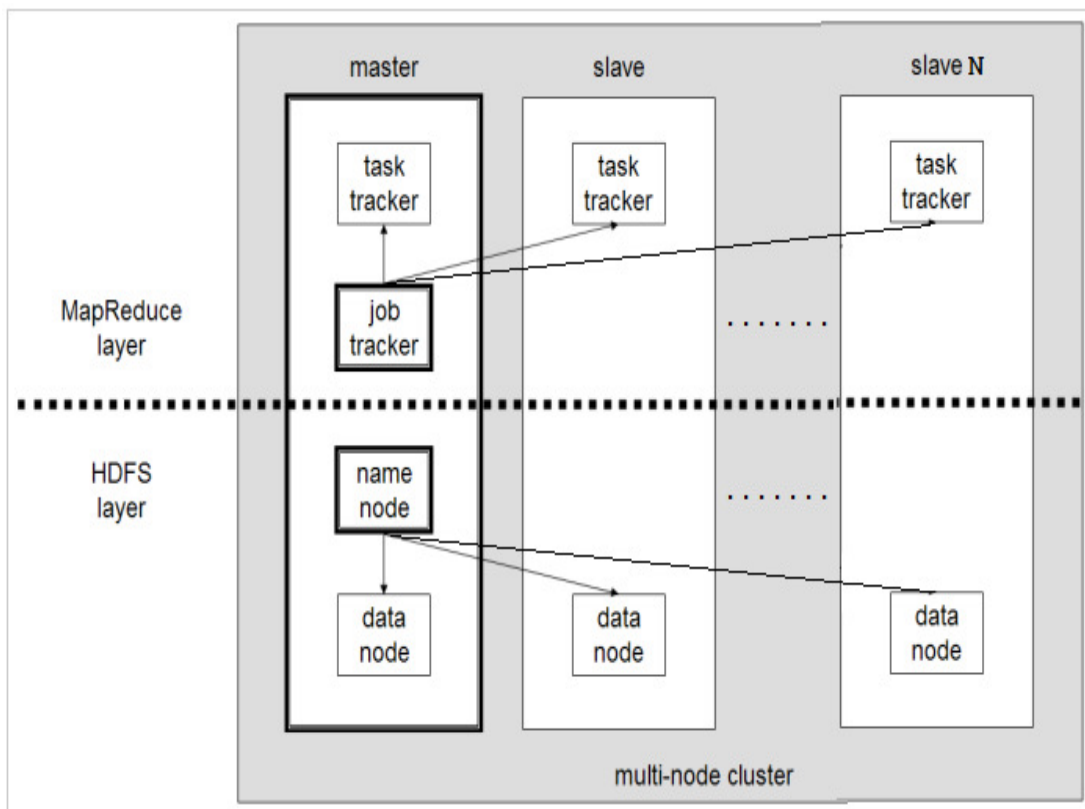 master
slave
slave N
task
tracker
task
tracker
task
tracker
MapReduce
layer
job
tracker
.......
HDFS
layer
name
node
.......
data
node
data
node
data
node
multi-node cluster